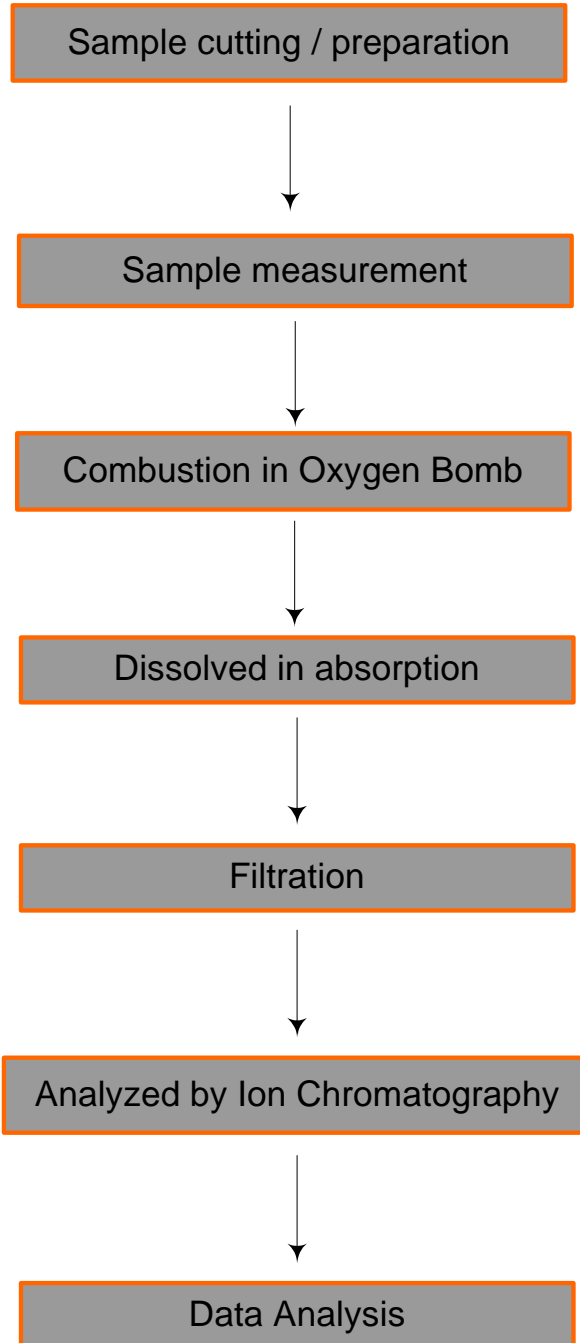 Sample cutting / preparation
Sample measurement
Combustion in Oxygen Bomb
Dissolved in absorption
Filtration
Analyzed by Ion Chromatography
Data Analysis